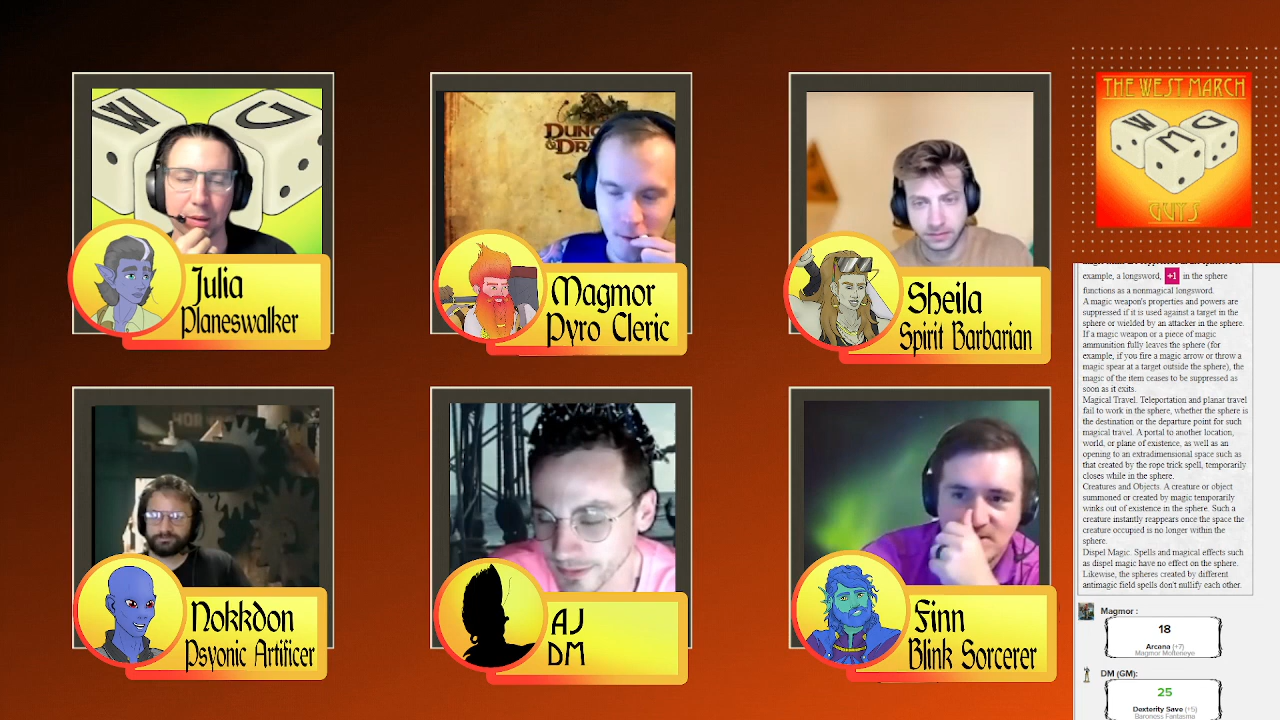 W G
Julia
Planeswalker
DUNG
& DRA
Magmor
Pyro Cleric
Sheila
Spirit Barbarian
THE WEST MARCH
W M G
GUYS
Nokkdon
Psyonic Artificer
AJ
DM
Finn
Blink Sorcerer
example, a longsword, +1 in the sphere
functions as a nonmagical longsword.
A magic weapon's properties and powers are
suppressed if it is used against a target in the
sphere or wielded by an attacker in the sphere.
If a magic weapon or a piece of magic
ammunition fully leaves the sphere (for
example, if you fire a magic arrow or throw a
magic spear at a target outside the sphere), the
magic of the item ceases to be suppressed as
soon as it exits.
Magical Travel. Teleportation and planar travel
fail to work in the sphere, whether the sphere is
the destination or the departure point for such
magical travel. A portal to another location,
world, or plane of existence, as well as an
opening to an extradimensional space such as
that created by the rope trick spell, temporarily
closes while in the sphere.
Creatures and Objects. A creature or object
summoned or created by magic temporarily
winks out of existence in the sphere. Such a
creature instantly reappears once the space the
creature occupied is no longer within the
sphere.
Dispel Magic. Spells and magical effects such
as dispel magic have no effect on the sphere.
Likewise, the spheres created by different
antimagic field spells don't nullify each other.
Magmor :
18
Arcana (+7)
Magmor Molteneye
DM (GM):
25
Dexterity Save (+5)
Baroness Fantasma